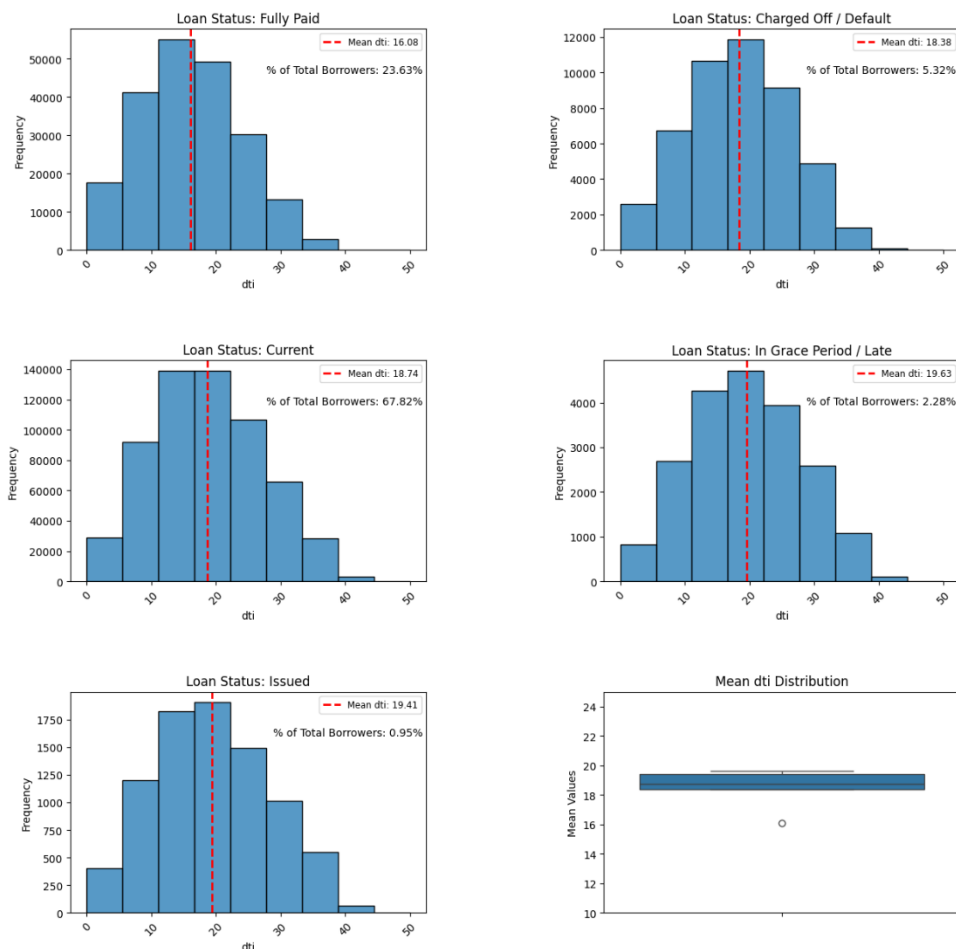 Loan Status: Fully Paid
Mean dti: 16.08
% of Total Borrowers: 23.63%
Frequency
50000
40000
30000
20000
10000
0
0 10 20 30 40 50
dti
Loan Status: Charged Off / Default
Mean dti: 18.38
% of Total Borrowers: 5.32%
Frequency
12000
10000
8000
6000
4000
2000
0
0 10 20 30 40 50
dti
Loan Status: Current
Mean dti: 18.74
% of Total Borrowers: 67.82%
Frequency
140000
120000
100000
80000
60000
40000
20000
0
0 10 20 30 40 50
dti
Loan Status: In Grace Period / Late
Mean dti: 19.63
% of Total Borrowers: 2.28%
Frequency
4000
3000
2000
1000
0
0 10 20 30 40 50
dti
Loan Status: Issued
Mean dti: 19.41
% of Total Borrowers: 0.95%
Frequency
1750
1500
1250
1000
750
500
250
0
0 10 20 30 40 50
dti
Mean dti Distribution
Mean Values
24
22
20
18
16
14
12
10